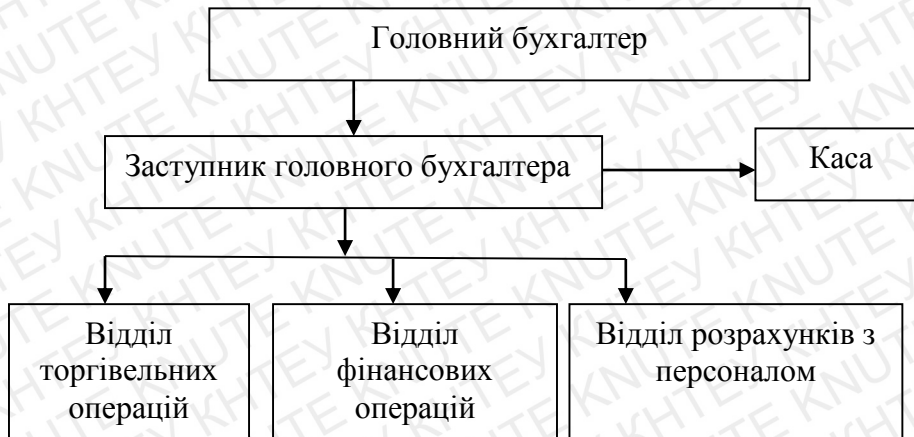 Головний бухгалтер
Заступник головного бухгалтера
Каса
Відділ
торгівельних
операцій
Відділ
фінансових
операцій
Відділ розрахунків з
персоналом